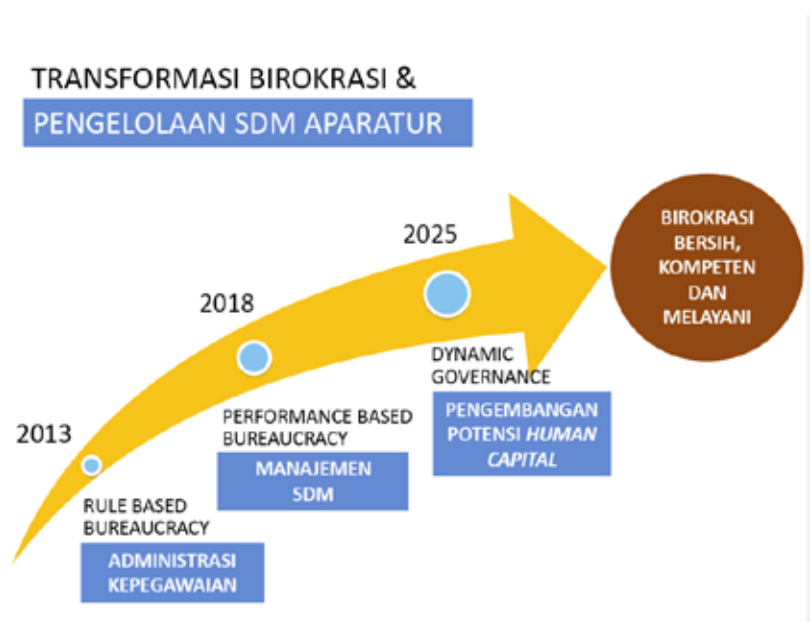 TRANSFORMASI BIROKRASI &
PENGELOLAAN SDM APARATUR
2013
RULE BASED
BUREAUCRACY
ADMINISTRASI
KEPEGAWAIAN
2018
PERFORMANCE BASED
BUREAUCRACY
MANAJEMEN
SDM
2025
DYNAMIC
GOVERNANCE
PENGEMBANGAN
POTENSI HUMAN
CAPITAL
BIROKRASI
BERSIH,
KOMPETEN
DAN
MELAYANI